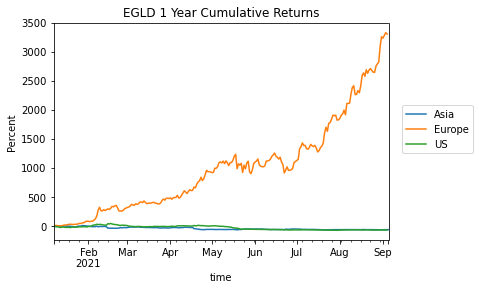 EGLD 1 Year Cumulative Returns
Percent
3500
3000
2500
2000
1500
1000
500
0
Feb Mar Apr May Jun Jul Aug Sep
2021
time
Asia
Europe
US